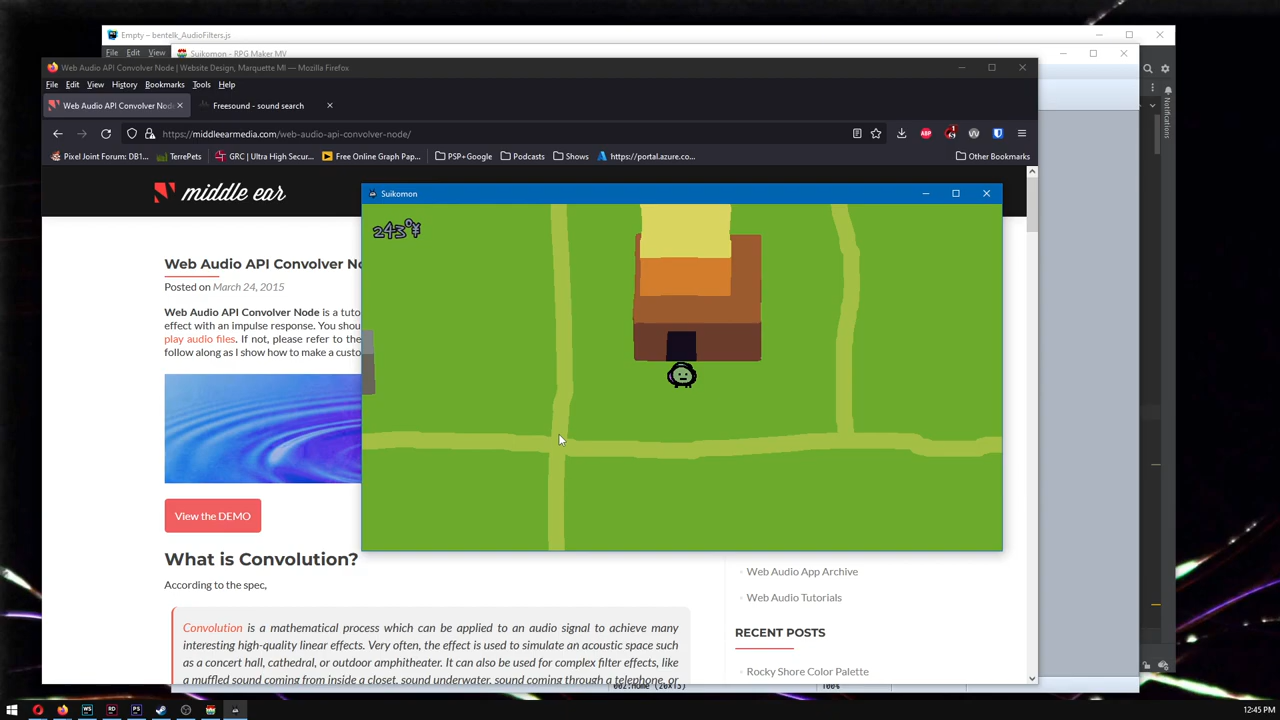 Empty – bentelk_AudioFilters.js
File Edit View
Suikomon - RPG Maker MV
Web Audio API Convolver Node | Website Design, Marquette MI — Mozilla Firefox
File Edit View History Bookmarks Tools Help
Web Audio API Convolver Node
Freesound - sound search
https://middleearmedia.com/web-audio-api-convolver-node/
Pixel Joint Forum: DB1...
TerrePets
GRC | Ultra High Secur...
Free Online Graph Pap...
PSP+Google
Podcasts
Shows
https://portal.azure.co...
Other Bookmarks
Notifications
middle ear
Suikomon
243
Web Audio API Convolver No
Posted on March 24, 2015
Web Audio API Convolver Node is a tuto
effect with an impulse response. You shou
play audio files. If not, please refer to the
follow along as I show how to make a custo
View the DEMO
What is Convolution?
According to the spec,
Convolution is a mathematical process which can be applied to an audio signal to achieve many
interesting high-quality linear effects. Very often, the effect is used to simulate an acoustic space such
as a concert hall, cathedral, or outdoor amphitheater. It can also be used for complex filter effects, like
a muffled sound coming from inside a closet, sound underwater, sound coming through a telephone, or
Web Audio App Archive
Web Audio Tutorials
RECENT POSTS
Rocky Shore Color Palette
002:Home (20x15)
100%
12:45 PM